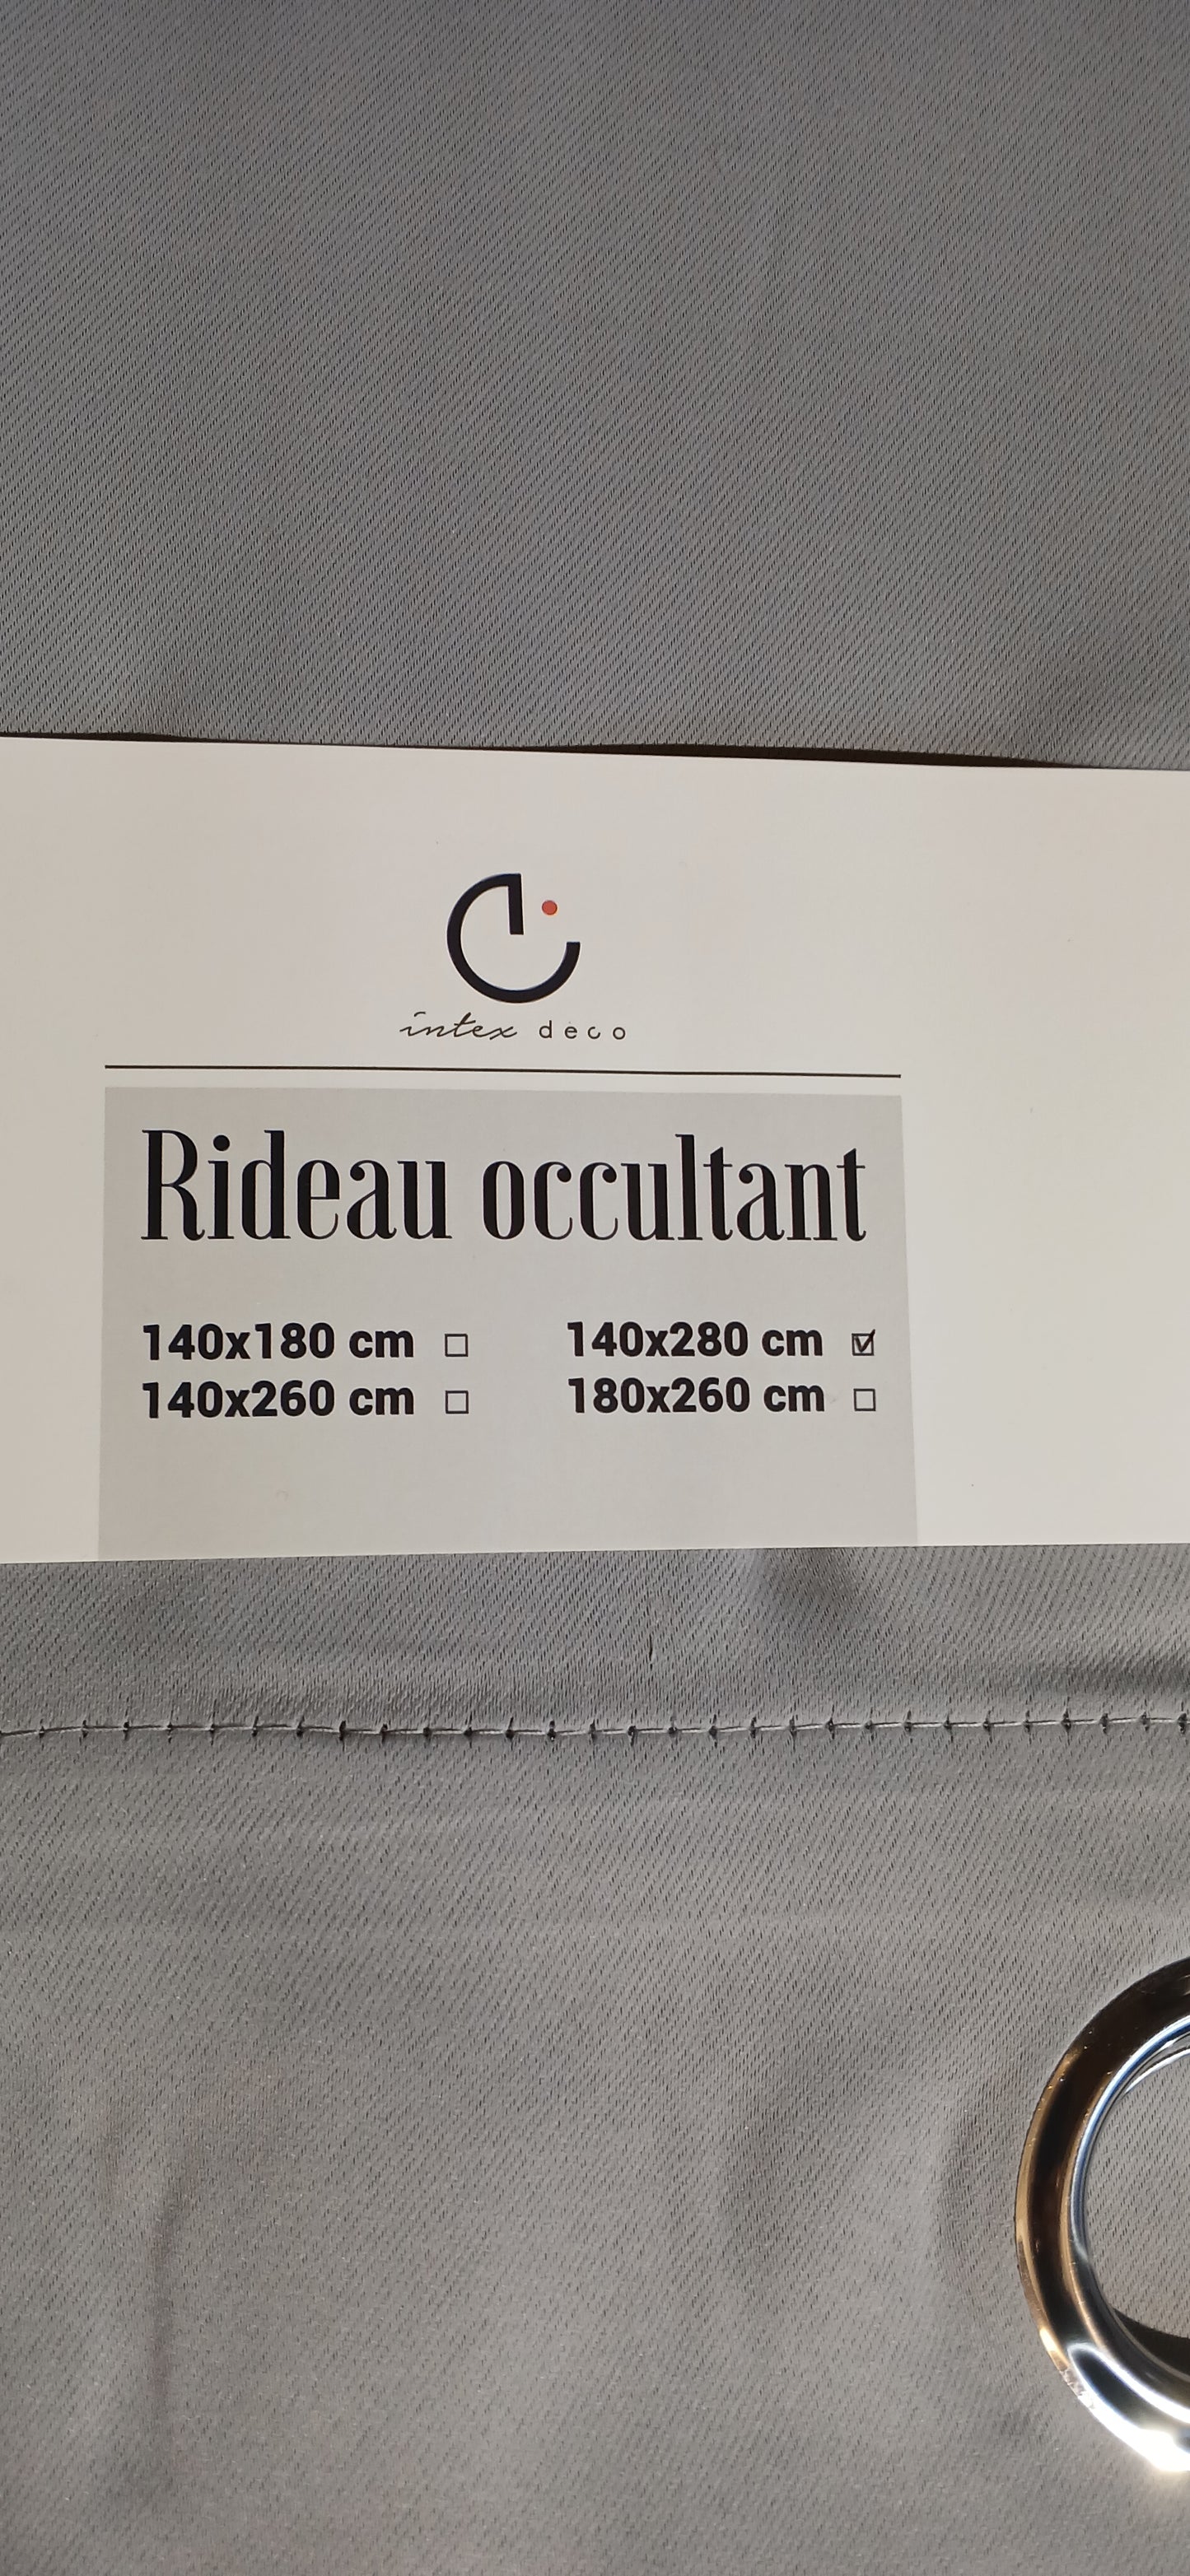 intex deco
Rideau occultant
140x180 cm ☐ 140x280 cm ☑
140x260 cm ☐ 180x260 cm ☐